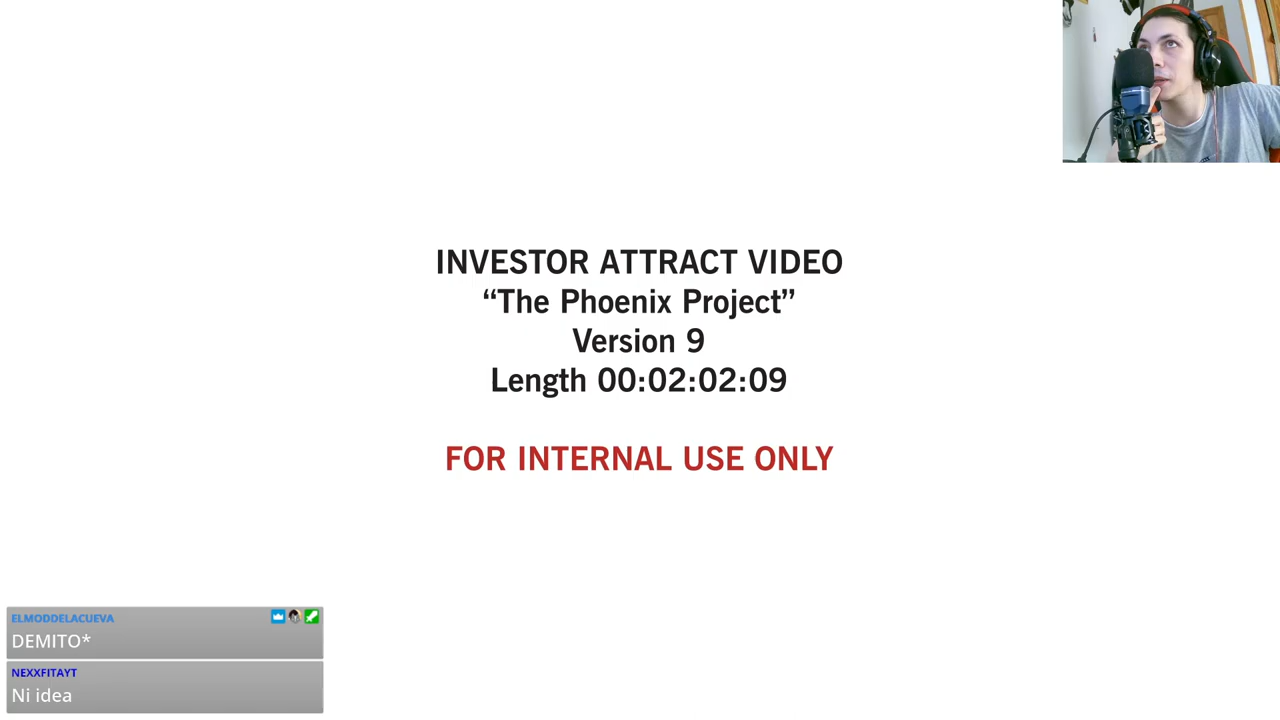 INVESTOR ATTRACT VIDEO
“The Phoenix Project”
Version 9
Length 00:02:02:09
FOR INTERNAL USE ONLY
ELMODDELACUEVA
DEMITO*
NEXXFITAYT
Ni idea